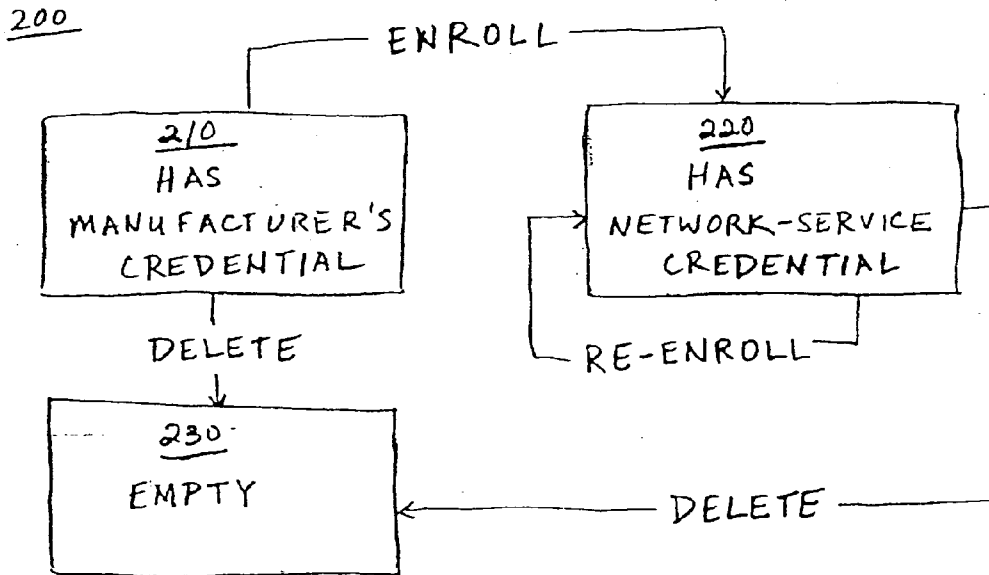 200
ENROLL
210
HAS
MANUFACTURER'S
CREDENTIAL
220
HAS
NETWORK-SERVICE
CREDENTIAL
DELETE
RE-ENROLL
230
EMPTY
DELETE